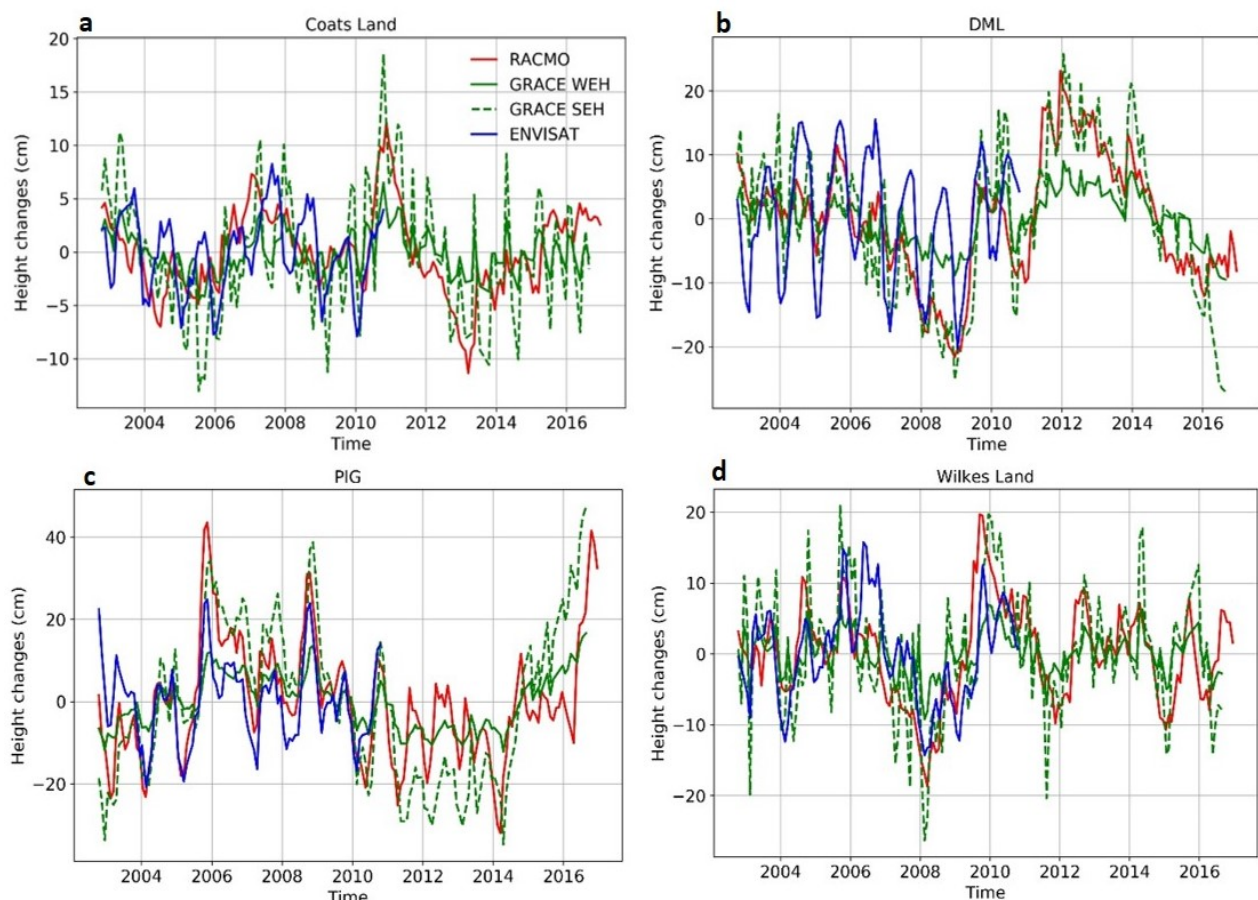 a
Coats Land
20
15
10
5
0
−5
−10
Height changes (cm)
RACMO
GRACE WEH
GRACE SEH
ENVISAT
2004 2006 2008 2010 2012 2014 2016
Time
b
DML
20
10
0
−10
−20
Height changes (cm)
2004 2006 2008 2010 2012 2014 2016
Time
c
PIG
40
20
0
−20
Height changes (cm)
2004 2006 2008 2010 2012 2014 2016
Time
d
Wilkes Land
20
10
0
−10
−20
Height changes (cm)
2004 2006 2008 2010 2012 2014 2016
Time